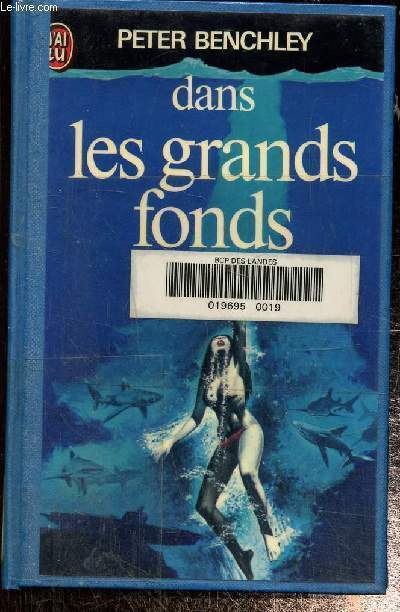 Le-livre.com
J'AI
LU
PETER BENCHLEY
dans
les grands
fonds
BCP DES LANDES
019695 0019